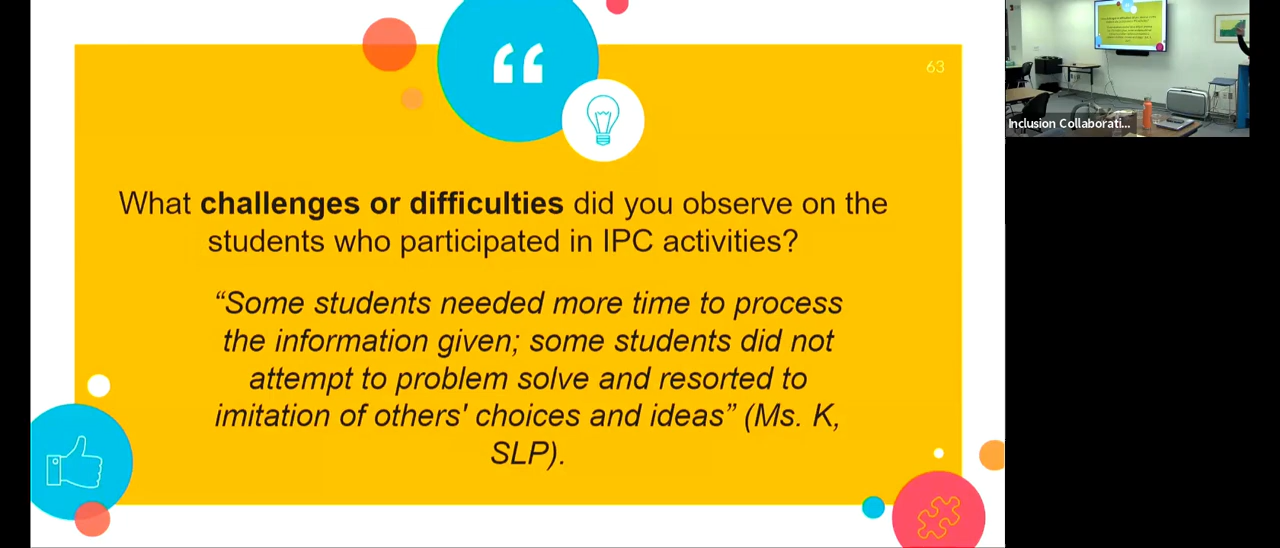 “
63
What challenges or difficulties did you observe on the
students who participated in IPC activities?
“Some students needed more time to process
the information given; some students did not
attempt to problem solve and resorted to
imitation of others' choices and ideas” (Ms. K,
SLP).
Inclusion Collaborati...